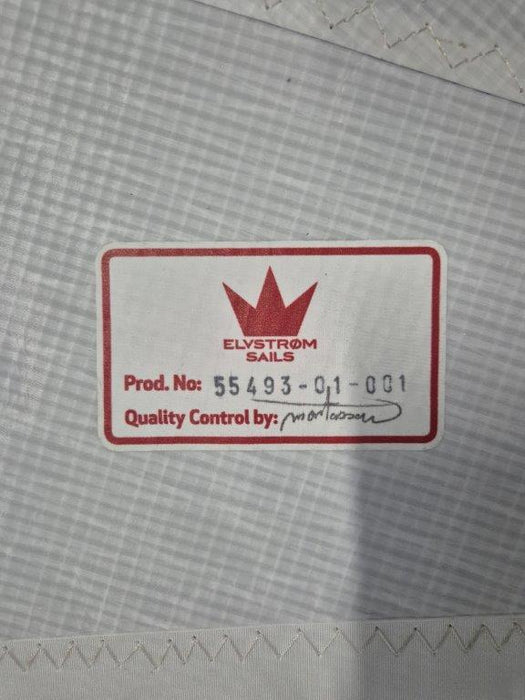 ELVSTRØM
SAILS
Prod. No: 55493-01-001
Quality Control by: